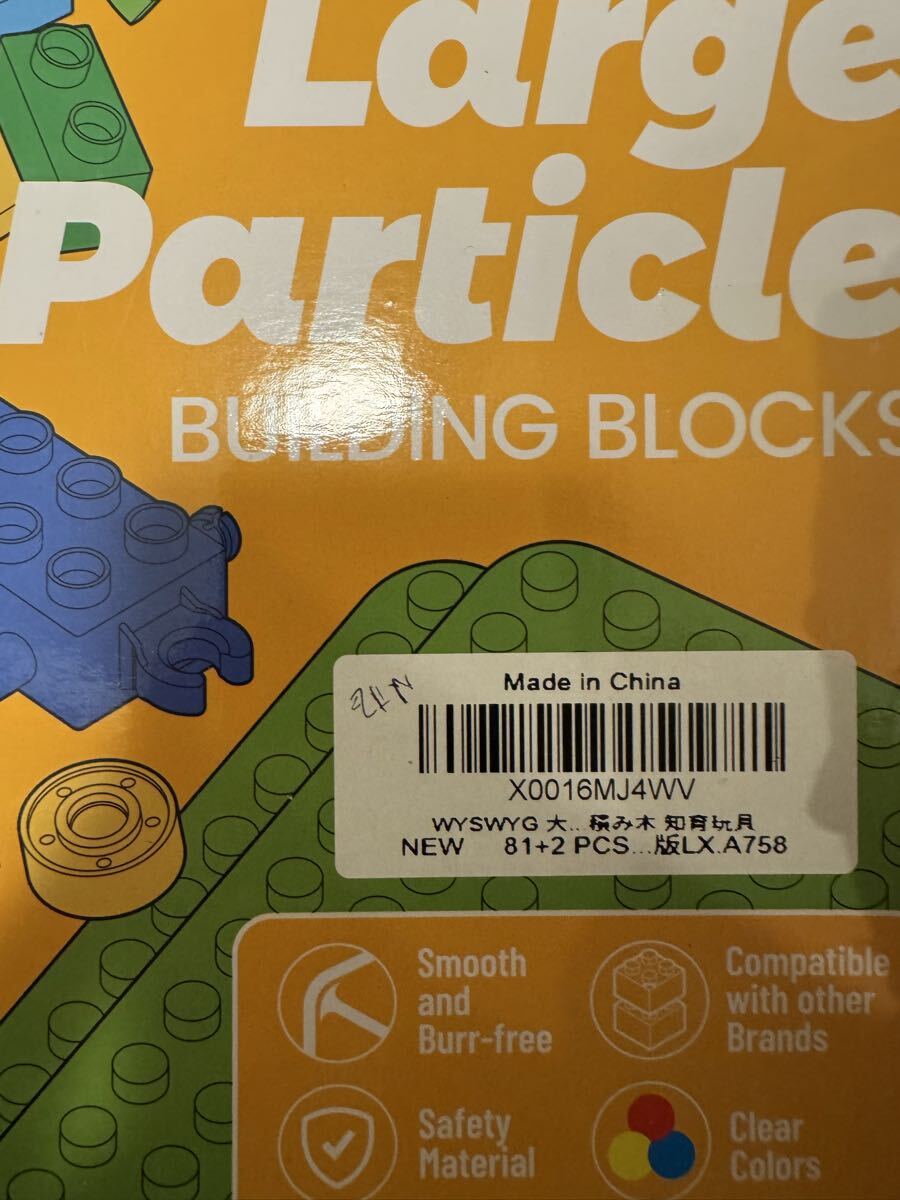 Large
Particle
BUILDING BLOCKS
Made in China
X0016MJ4WV
WYSWYG 大...積み木 知育玩具
NEW 81+2 PCS...版LX.A758
Smooth
and
Burr-free
Compatible
with other
Brands
Safety
Material
Clear
Colors